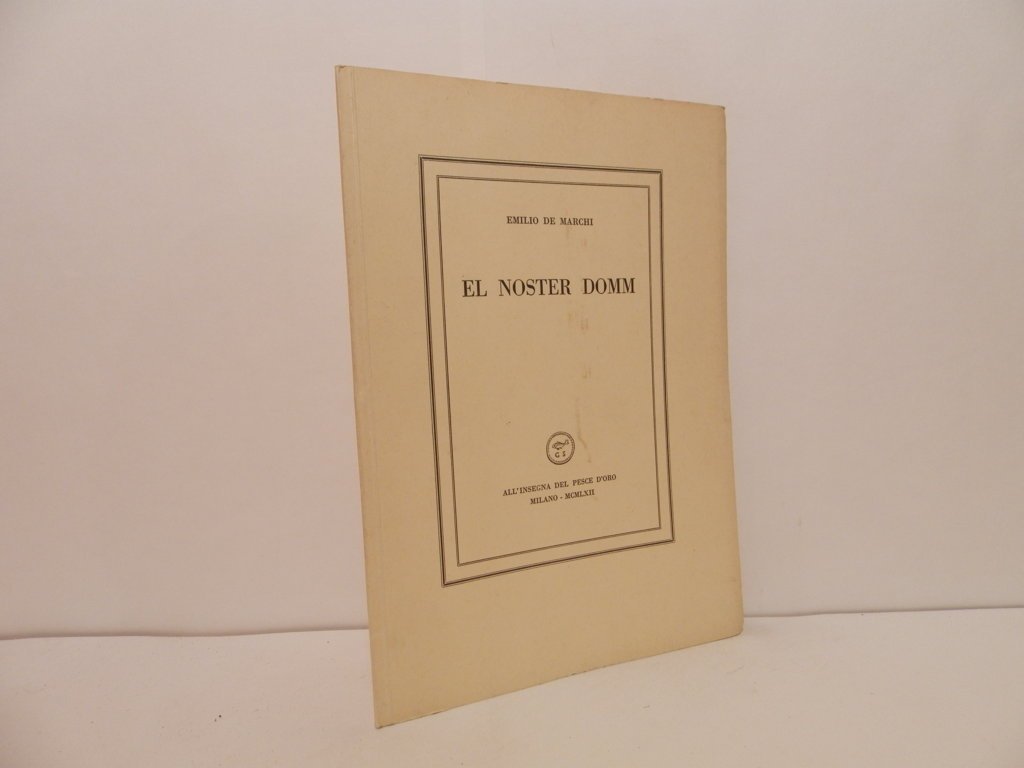 EMILIO DE MARCHI
EL NOSTER DOMM
G S
ALL'INSEGNA DEL PESCE D'ORO
MILANO - MCMLXII